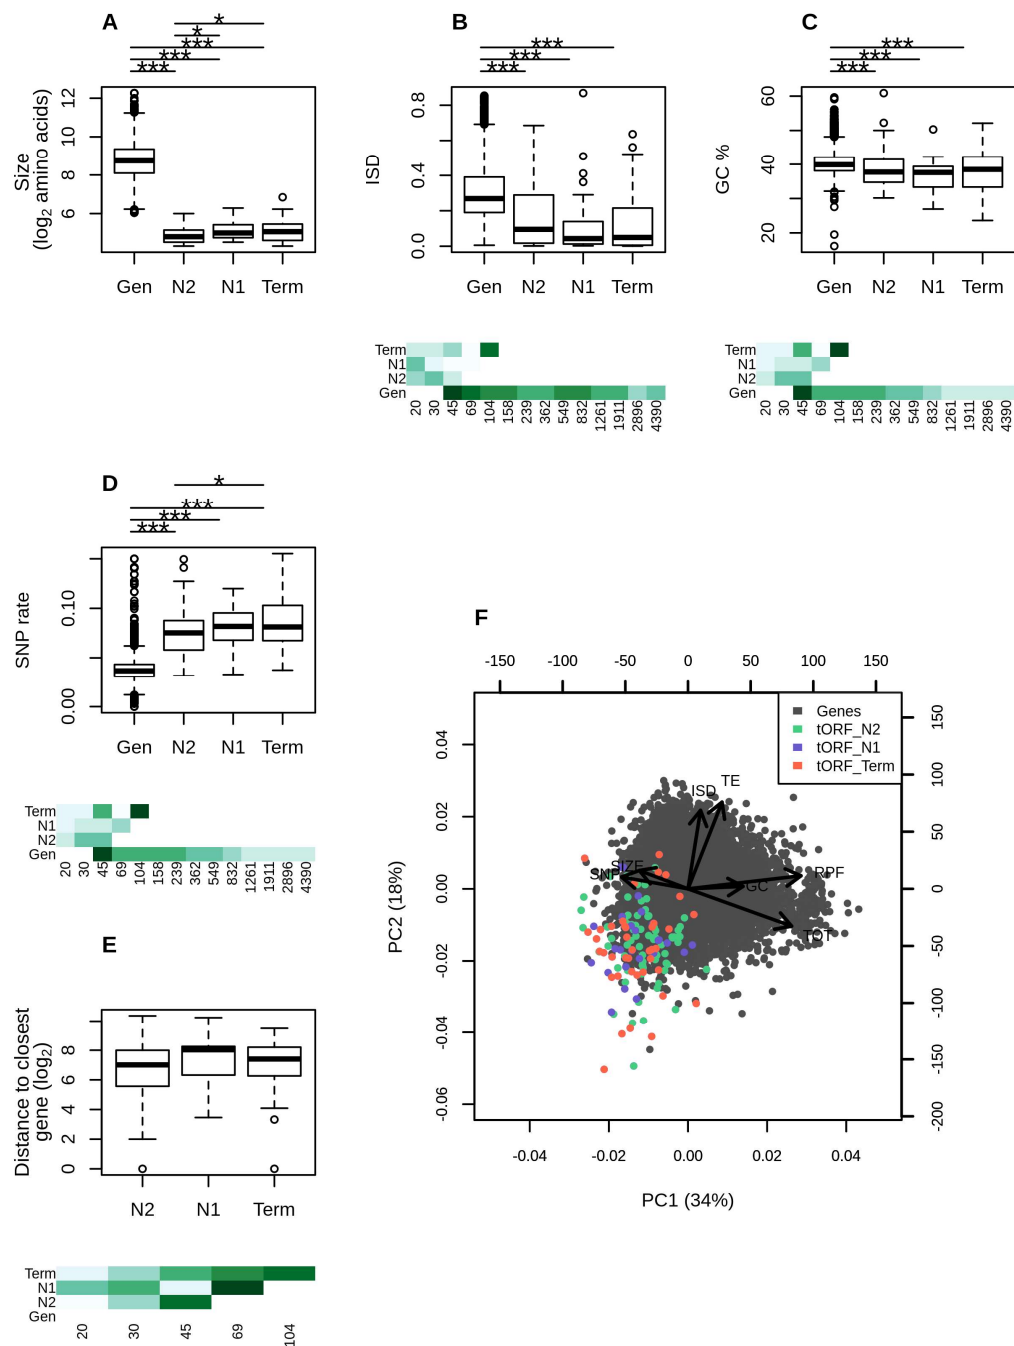 A
*
*
***
***
***
Size
(log2 amino acids)
12
10
8
6
Gen N2 N1 Term
B
***
***
***
ISD
0.8
0.4
0.0
Gen N2 N1 Term
Term
N1
N2
Gen
20 30 45 69 104 158 239 362 549 832 1261 1911 2896 4390
C
***
***
***
GC %
60
40
20
Gen N2 N1 Term
Term
N1
N2
Gen
20 30 45 69 104 158 239 362 549 832 1261 1911 2896 4390
D
*
***
***
***
SNP rate
0.10
0.00
Gen N2 N1 Term
Term
N1
N2
Gen
20 30 45 69 104 158 239 362 549 832 1261 1911 2896 4390
E
Distance to closest
gene (log2)
8
6
4
2
0
N2 N1 Term
Term
N1
N2
Gen
20 30 45 69 104
F
-150 -100 -50 0 50 100 150
Genes
tORF_N2
tORF_N1
tORF_Term
PC2 (18%)
0.04
0.02
0.00
-0.02
-0.04
-0.06
150
100
50
0
-50
-100
-150
-200
ISD
TE
SIZE
SNP
GC
RPF
TOT
-0.04 -0.02 0.00 0.02 0.04
PC1 (34%)